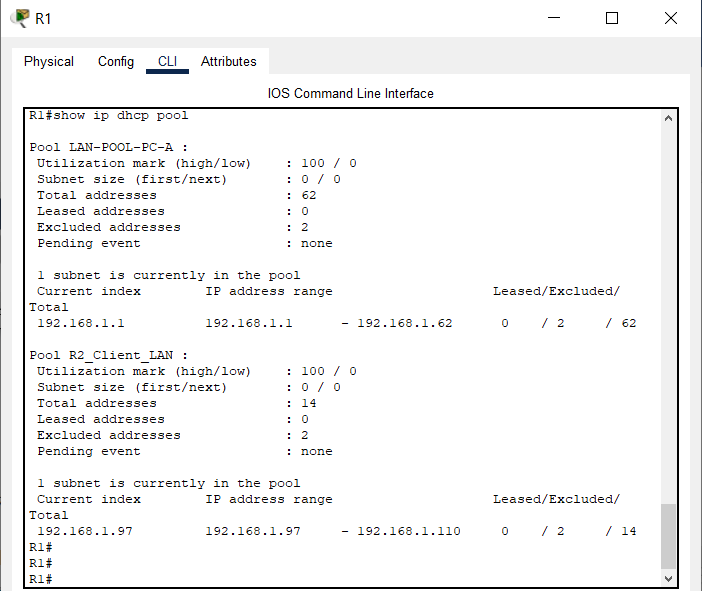 R1
Physical Config CLI Attributes
IOS Command Line Interface
R1#show ip dhcp pool
Pool LAN-POOL-PC-A :
Utilization mark (high/low) : 100 / 0
Subnet size (first/next) : 0 / 0
Total addresses : 62
Leased addresses : 0
Excluded addresses : 2
Pending event : none
1 subnet is currently in the pool
Current index IP address range Leased/Excluded/
Total
192.168.1.1 192.168.1.1 - 192.168.1.62 0 / 2 / 62
Pool R2_Client_LAN :
Utilization mark (high/low) : 100 / 0
Subnet size (first/next) : 0 / 0
Total addresses : 14
Leased addresses : 0
Excluded addresses : 2
Pending event : none
1 subnet is currently in the pool
Current index IP address range Leased/Excluded/
Total
192.168.1.97 192.168.1.97 - 192.168.1.110 0 / 2 / 14
R1#
R1#
R1#